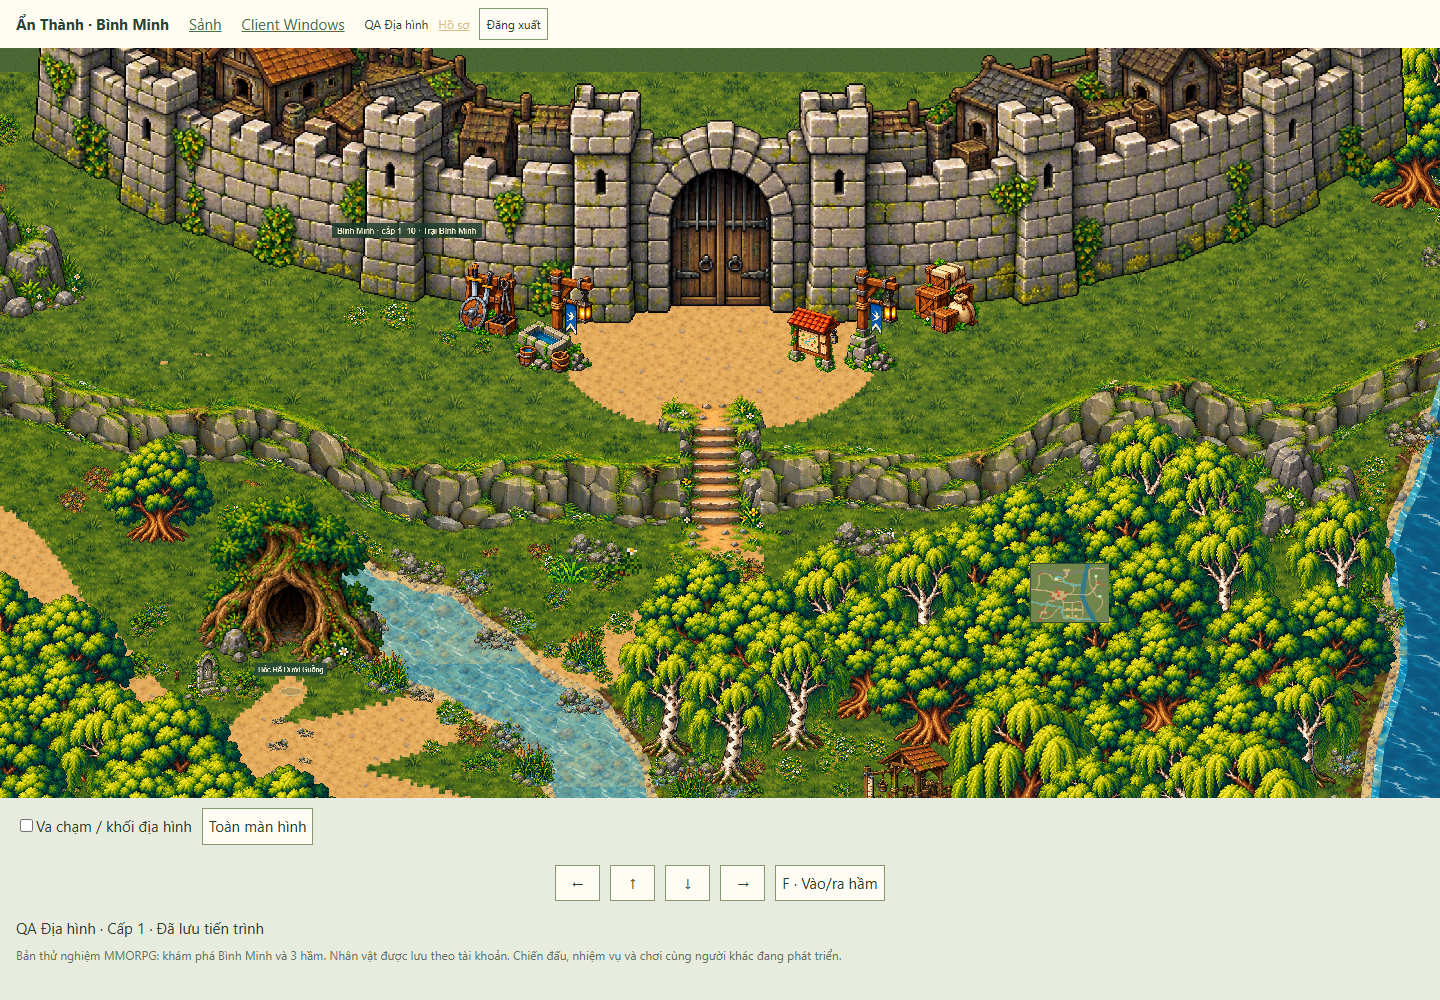 Ẩn Thành · Bình Minh Sảnh Client Windows QA Địa hình Hồ sơ Đăng xuất
Bình Minh · cấp 1 10 · Trại Bình Minh
Dưới
Va chạm / khối địa hình Toàn màn hình
← ↑ ↓ → F · Vào/ra hầm
QA Địa hình · Cấp 1 · Đã lưu tiến trình
Bản thử nghiệm MMORPG: khám phá Bình Minh và 3 hầm. Nhân vật được lưu theo tài khoản. Chiến đấu, nhiệm vụ và chơi cùng người khác đang phát triển.